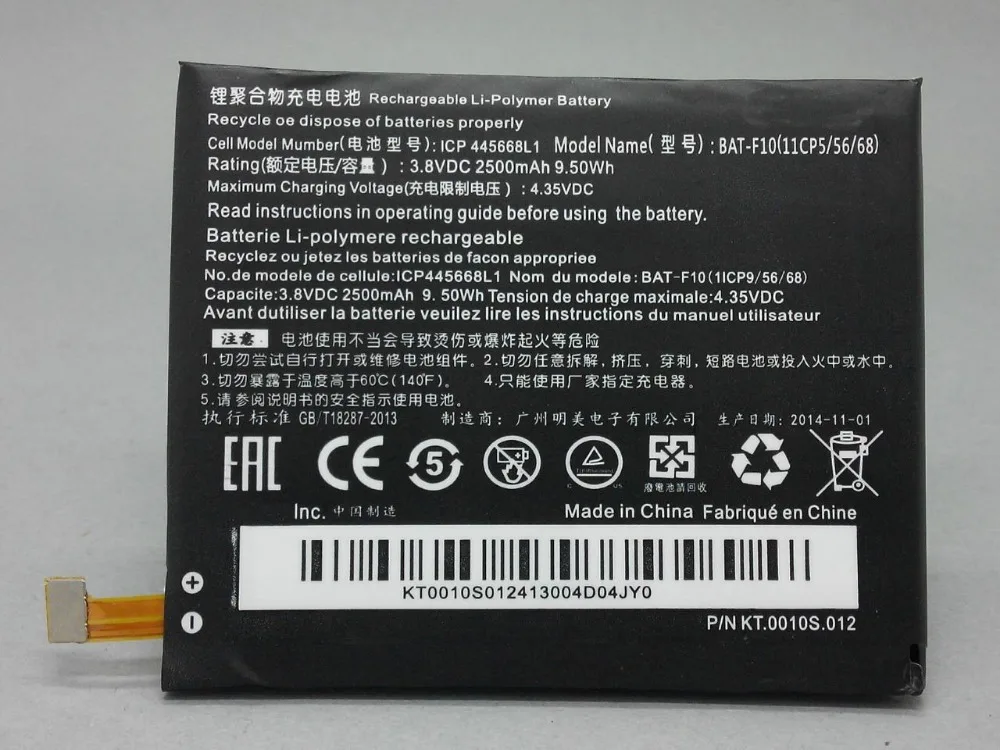 锂聚合物充电电池 Rechargeable Li-Polymer Battery
Recycle oe dispose of batteries properly
Cell Model Mumber(电池型号): ICP 445668L1 Model Name(型号): BAT-F10(11CP5/56/68)
Rating(额定电压/容量): 3.8VDC 2500mAh 9.50Wh
Maximum Charging Voltage(充电限制电压): 4.35VDC
Read instructions in operating guide before using the battery.
Batterie Li-polymere rechargeable
Recyclez ou jetez les batteries de facon appropriee
No.de modele de cellule:ICP445668L1 Nom du modele: BAT-F10(1ICP9/56/68)
Capacite:3.8VDC 2500mAh 9.50Wh Tension de charge maximale:4.35VDC
Avant dutiliser la batterie veuilez lire les instructions du manuel utilisateur
注意 电池使用不当会导致烫伤或爆炸起火等危险
1.切勿尝试自行打开或维修电池组件。2.切勿任意拆解，挤压，穿刺，短路电池或投入火中或水中。
3.切勿暴露于温度高于60℃(140℉)。 4.只能使用厂家指定充电器。
5.请参阅说明书的安全指示使用电池。
执行标准 GB/T18287-2013 制造商：广州明美电子有限公司 生产日期: 2014-11-01
EAC CE 5
廢電池請回收
Inc. 中国制造 Made in China Fabriqué en Chine
KT0010S012413004D04JY0
P/N KT.0010S.012